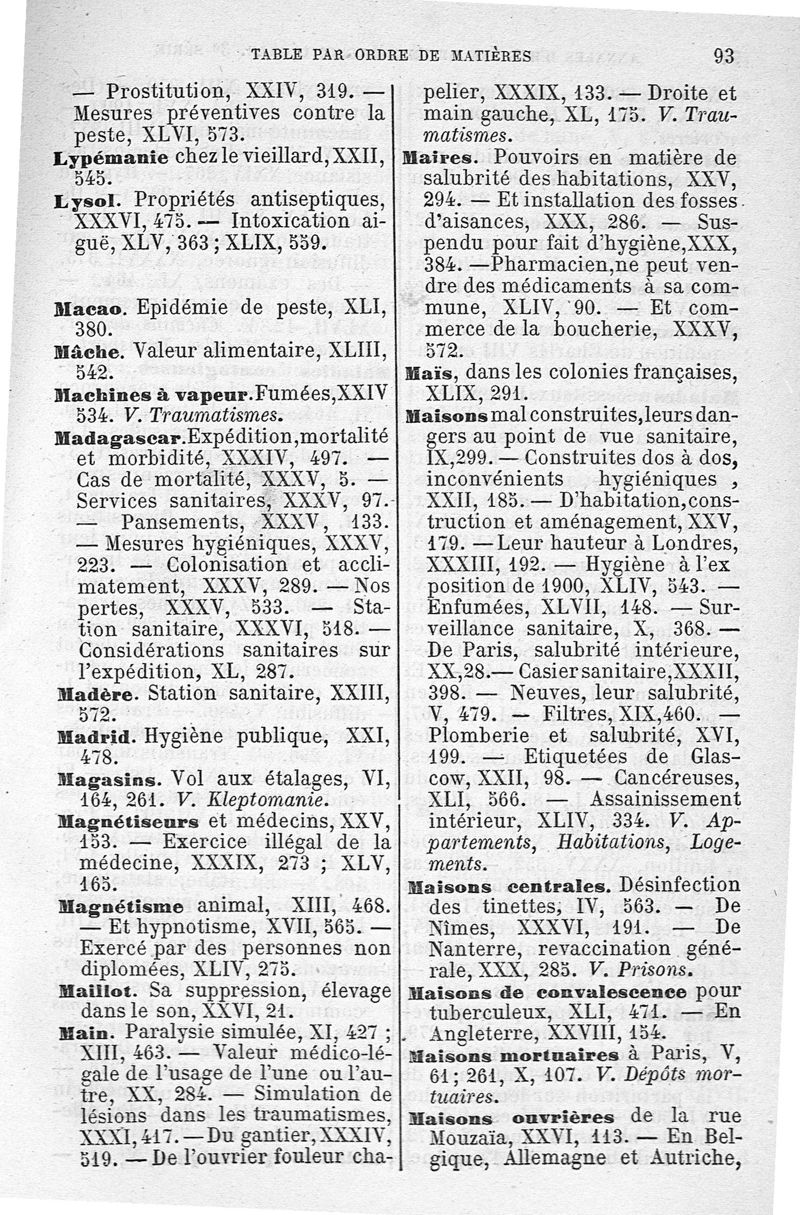 TABLE PAR ORDRE DE MATIÈRES 93
— Prostitution, XXIV, 319. —
Mesures préventives contre la
peste, XLVI, 573.
Lypémanie chez le vieillard, XXII,
545.
Lysol. Propriétés antiseptiques,
XXXVI, 475. — Intoxication ai-
guë, XLV, 363 ; XLIX, 559.
Macao. Epidémie de peste, XLI,
380.
Mâche. Valeur alimentaire, XLIII,
542.
Machines à vapeur. Fumées, XXIV
534. V. Traumatismes.
Madagascar. Expédition, mortalité
et morbidité, XXXIV, 497. —
Cas de mortalité, XXXV, 5. —
Services sanitaires, XXXV, 97.
— Pansements, XXXV, 133.
— Mesures hygiéniques, XXXV,
223. — Colonisation et accli-
matement, XXXV, 289. — Nos
pertes, XXXV, 533. — Sta-
tion sanitaire, XXXVI, 518. —
Considérations sanitaires sur
l'expédition, XL, 287.
Madère. Station sanitaire, XXIII,
572.
Madrid. Hygiène publique, XXI,
478.
Magasins. Vol aux étalages, VI,
164, 261. V. Kleptomanie.
Magnétiseurs et médecins, XXV,
153. — Exercice illégal de la
médecine, XXXIX, 273 ; XLV,
165.
Magnétisme animal, XIII, 468.
— Et hypnotisme, XVII, 565. —
Exercé par des personnes non
diplomées, XLIV, 275.
Maillot. Sa suppression, élevage
dans le son, XXVI, 21.
Main. Paralysie simulée, XI, 427 ;
XIII, 463. — Valeur médico-lé-
gale de l'usage de l'une ou l'au-
tre, XX, 284. — Simulation de
lésions dans les traumatismes,
XXXI, 417. — Du gantier, XXXIV,
519. — De l'ouvrier fouleur cha-
pelier, XXXIX, 133. — Droite et
main gauche, XL, 175. V. Trau-
matismes.
Maires. Pouvoirs en matière de
salubrité des habitations, XXV,
294. — Et installation des fosses
d'aisances, XXX, 286. — Sus-
pendu pour fait d'hygiène, XXX,
384. — Pharmacien, ne peut ven-
dre des médicaments à sa com-
mune, XLIV, 90. — Et com-
merce de la boucherie, XXXV,
572.
Maïs, dans les colonies françaises,
XLIX, 291.
Maisons mal construites, leurs dan-
gers au point de vue sanitaire,
IX, 299. — Construites dos à dos,
inconvénients hygiéniques ,
XXII, 185. — D'habitation, cons-
truction et aménagement, XXV,
179. — Leur hauteur à Londres,
XXXIII, 192. — Hygiène à l'ex
position de 1900, XLIV, 543. —
Enfumées, XLVII, 148. — Sur-
veillance sanitaire, X, 368. —
De Paris, salubrité intérieure,
XX, 28. — Casier sanitaire, XXXII,
398. — Neuves, leur salubrité,
V, 479. — Filtres, XIX, 460. —
Plomberie et salubrité, XVI,
199. — Etiquetées de Glas-
cow, XXII, 98. — Cancéreuses,
XLI, 566. — Assainissement
intérieur, XLIV, 334. V. Ap-
partements, Habitations, Loge-
ments.
Maisons centrales. Désinfection
des tinettes, IV, 563. — De
Nîmes, XXXVI, 191. — De
Nanterre, revaccination géné-
rale, XXX, 285. V. Prisons.
Maisons de convalescence pour
tuberculeux, XLI, 471. — En
Angleterre, XXVIII, 154.
Maisons mortuaires à Paris, V,
61 ; 261, X, 107. V. Dépôts mor-
tuaires.
Maisons ouvrières de la rue
Mouzaïa, XXVI, 113. — En Bel-
gique, Allemagne et Autriche,